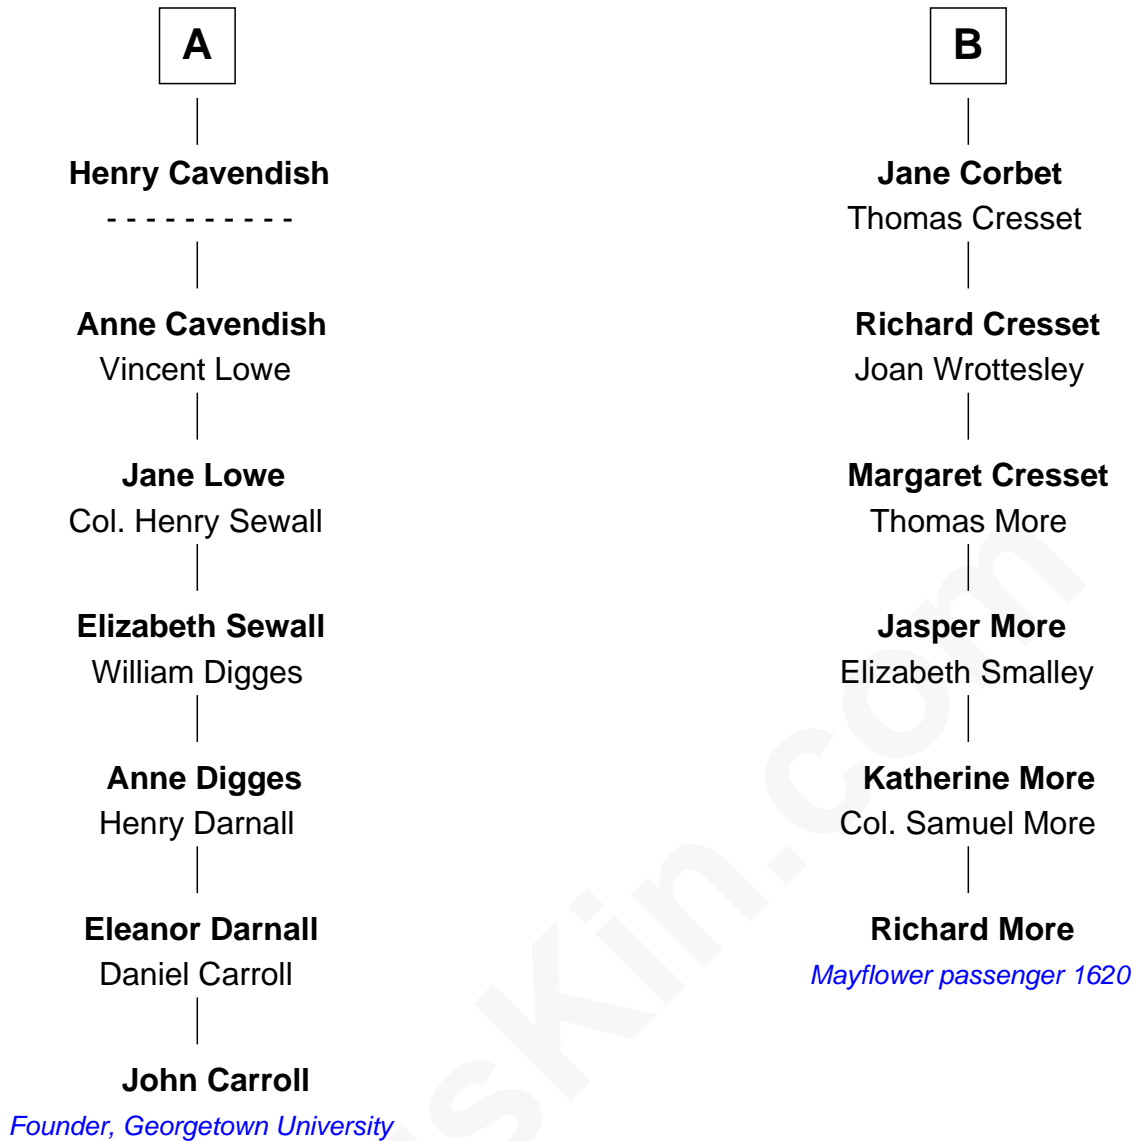 A
Henry Cavendish
- - - - - - - - - -
Anne Cavendish
Vincent Lowe
Jane Lowe
Col. Henry Sewall
Elizabeth Sewall
William Digges
Anne Digges
Henry Darnall
Eleanor Darnall
Daniel Carroll
John Carroll
Founder, Georgetown University
B
Jane Corbet
Thomas Cresset
Richard Cresset
Joan Wrottesley
Margaret Cresset
Thomas More
Jasper More
Elizabeth Smalley
Katherine More
Col. Samuel More
Richard More
Mayflower passenger 1620